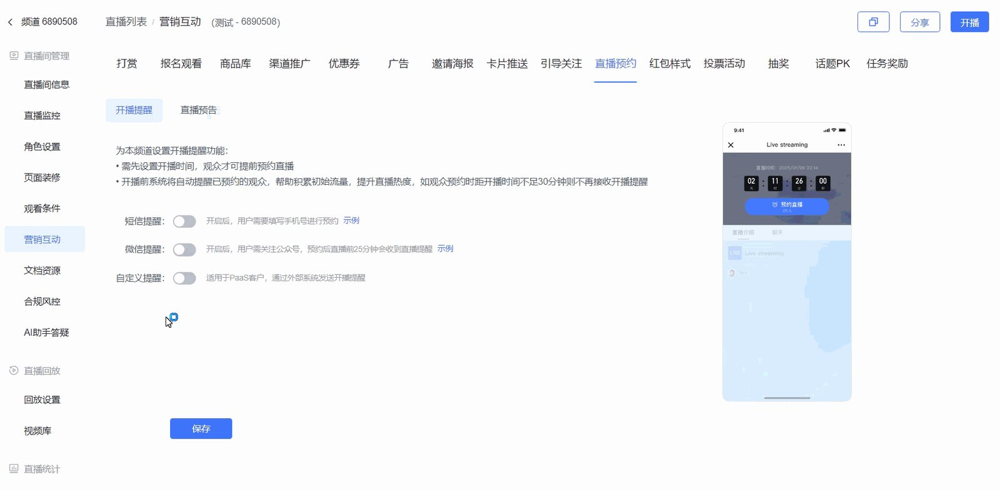 频道 6890508
直播列表 / 营销互动 (测试 - 6890508)
分享
开播
直播间管理
直播间信息
直播监控
角色设置
页面装修
观看条件
营销互动
文档资源
合规风控
AI助手答疑
直播回放
回放设置
视频库
直播统计
打赏 报名观看 商品库 渠道推广 优惠券 广告 邀请海报 卡片推送 引导关注 直播预约 红包样式 投票活动 抽奖 话题PK 任务奖励
开播提醒 直播预告
为本频道设置开播提醒功能：
• 需先设置开播时间，观众才可提前预约直播
• 开播前系统将自动提醒已预约的观众，帮助积累初始流量，提升直播热度，如观众预约时距开播时间不足30分钟则不再接收开播提醒
短信提醒： 开启后，用户需要填写手机号进行预约 示例
微信提醒： 开启后，用户需关注公众号，预约后直播前25分钟会收到直播提醒 示例
自定义提醒： 适用于PaaS客户，通过外部系统发送开播提醒
保存
9:41
Live streaming
直播时间：2025/01/06 22:14
02 : 11 : 26 : 00
天 时 分 秒
预约直播
25人
直播介绍 聊天
LIVE Live streaming